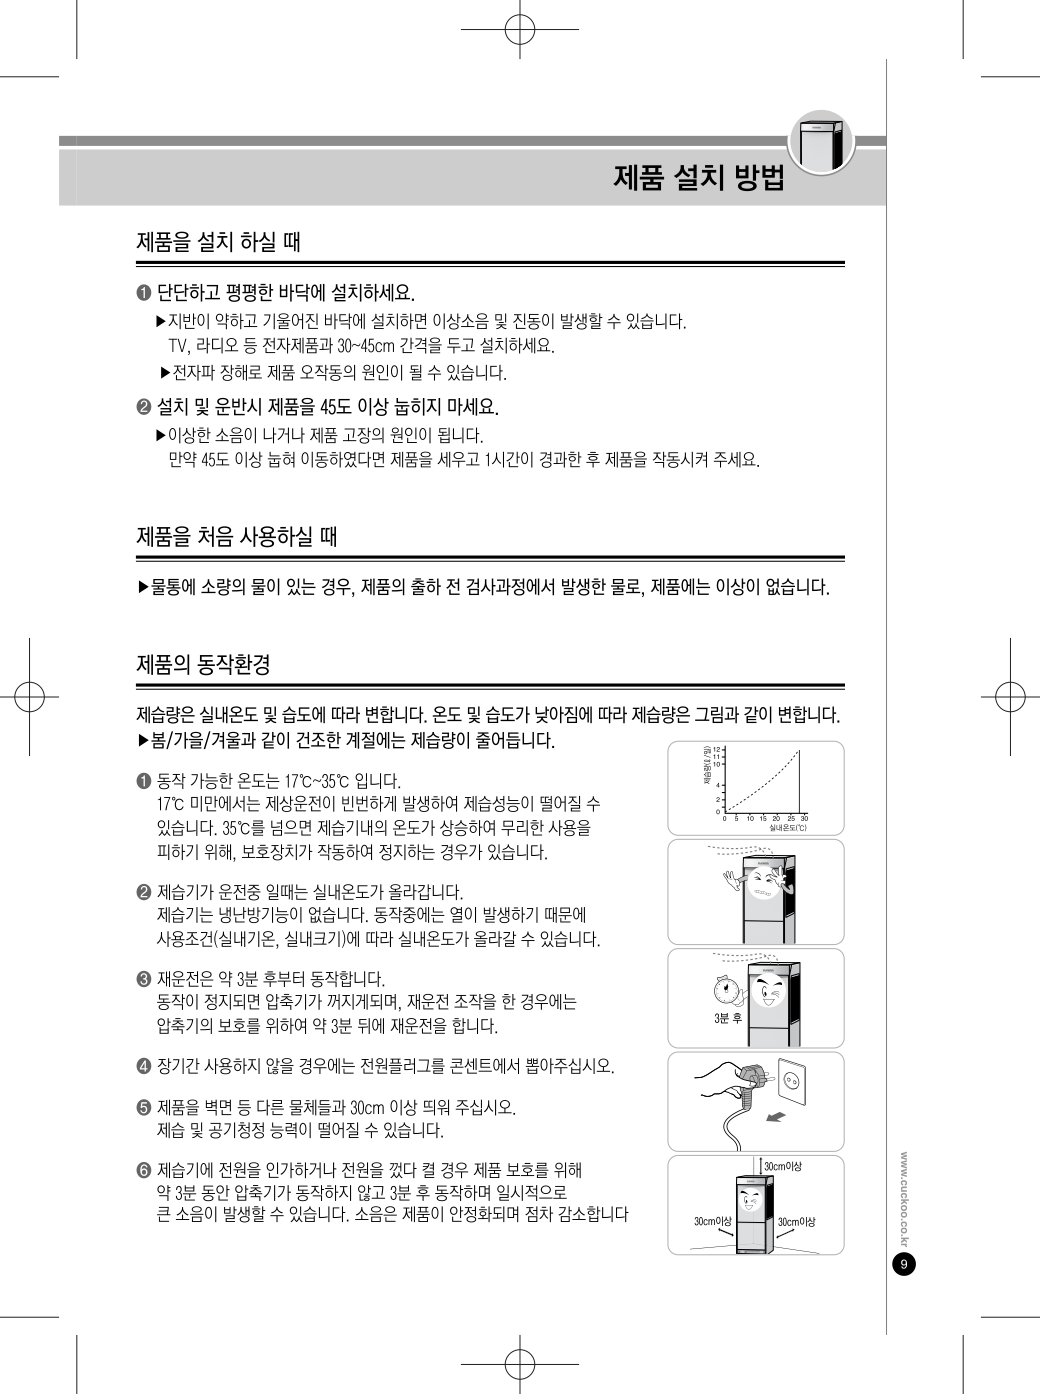 제품 설치 방법
제품을 설치 하실 때
❶ 단단하고 평평한 바닥에 설치하세요.
▶지반이 약하고 기울어진 바닥에 설치하면 이상소음 및 진동이 발생할 수 있습니다.
TV, 라디오 등 전자제품과 30~45cm 간격을 두고 설치하세요.
▶전자파 장해로 제품 오작동의 원인이 될 수 있습니다.
❷ 설치 및 운반시 제품을 45도 이상 눕히지 마세요.
▶이상한 소음이 나거나 제품 고장의 원인이 됩니다.
만약 45도 이상 눕혀 이동하였다면 제품을 세우고 1시간이 경과한 후 제품을 작동시켜 주세요.
제품을 처음 사용하실 때
▶물통에 소량의 물이 있는 경우, 제품의 출하 전 검사과정에서 발생한 물로, 제품에는 이상이 없습니다.
제품의 동작환경
제습량은 실내온도 및 습도에 따라 변합니다. 온도 및 습도가 낮아짐에 따라 제습량은 그림과 같이 변합니다.
▶봄/가을/겨울과 같이 건조한 계절에는 제습량이 줄어듭니다.
❶ 동작 가능한 온도는 17℃~35℃ 입니다.
17℃ 미만에서는 제상운전이 빈번하게 발생하여 제습성능이 떨어질 수
있습니다. 35℃를 넘으면 제습기내의 온도가 상승하여 무리한 사용을
피하기 위해, 보호장치가 작동하여 정지하는 경우가 있습니다.
❷ 제습기가 운전중 일때는 실내온도가 올라갑니다.
제습기는 냉난방기능이 없습니다. 동작중에는 열이 발생하기 때문에
사용조건(실내기온, 실내크기)에 따라 실내온도가 올라갈 수 있습니다.
❸ 재운전은 약 3분 후부터 동작합니다.
동작이 정지되면 압축기가 꺼지게되며, 재운전 조작을 한 경우에는
압축기의 보호를 위하여 약 3분 뒤에 재운전을 합니다.
❹ 장기간 사용하지 않을 경우에는 전원플러그를 콘센트에서 뽑아주십시오.
❺ 제품을 벽면 등 다른 물체들과 30cm 이상 띄워 주십시오.
제습 및 공기청정 능력이 떨어질 수 있습니다.
❻ 제습기에 전원을 인가하거나 전원을 껐다 켤 경우 제품 보호를 위해
약 3분 동안 압축기가 동작하지 않고 3분 후 동작하며 일시적으로
큰 소음이 발생할 수 있습니다. 소음은 제품이 안정화되며 점차 감소합니다
제습량(ℓ/일)
12
11
10
4
2
0
0 5 10 15 20 25 30
실내온도(℃)
3분 후
30cm이상
30cm이상
30cm이상
www.cuckoo.co.kr
9